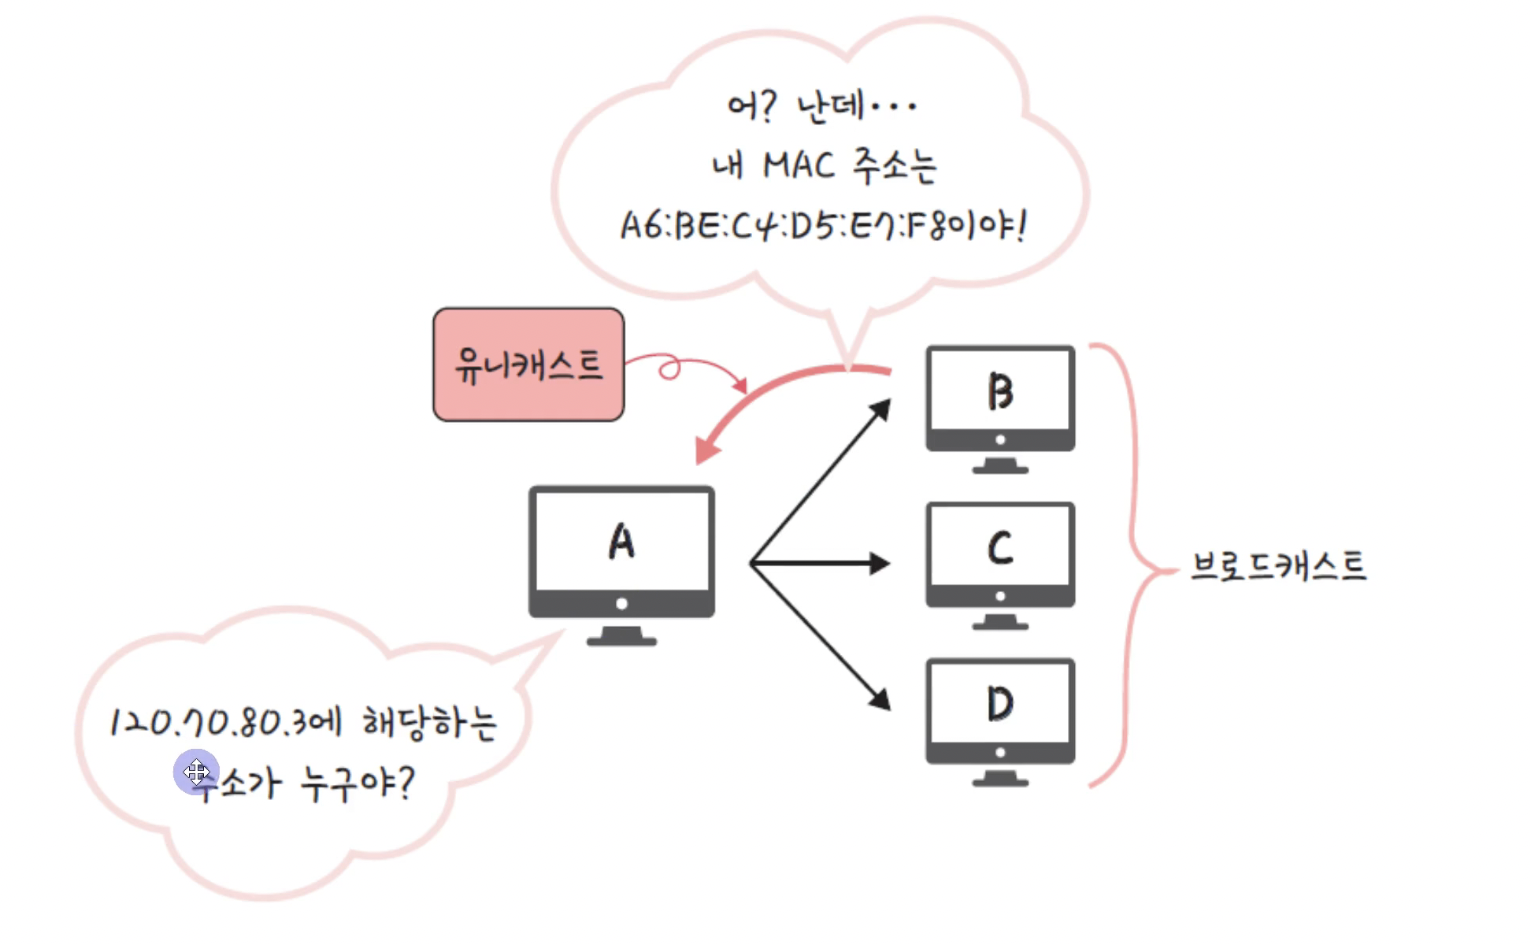 어? 난데···
내 MAC 주소는
A6:BE:C4:D5:E7:F8이야!
유니캐스트
B
A
C
브로드캐스트
D
120.70.80.3에 해당하는
주소가 누구야?